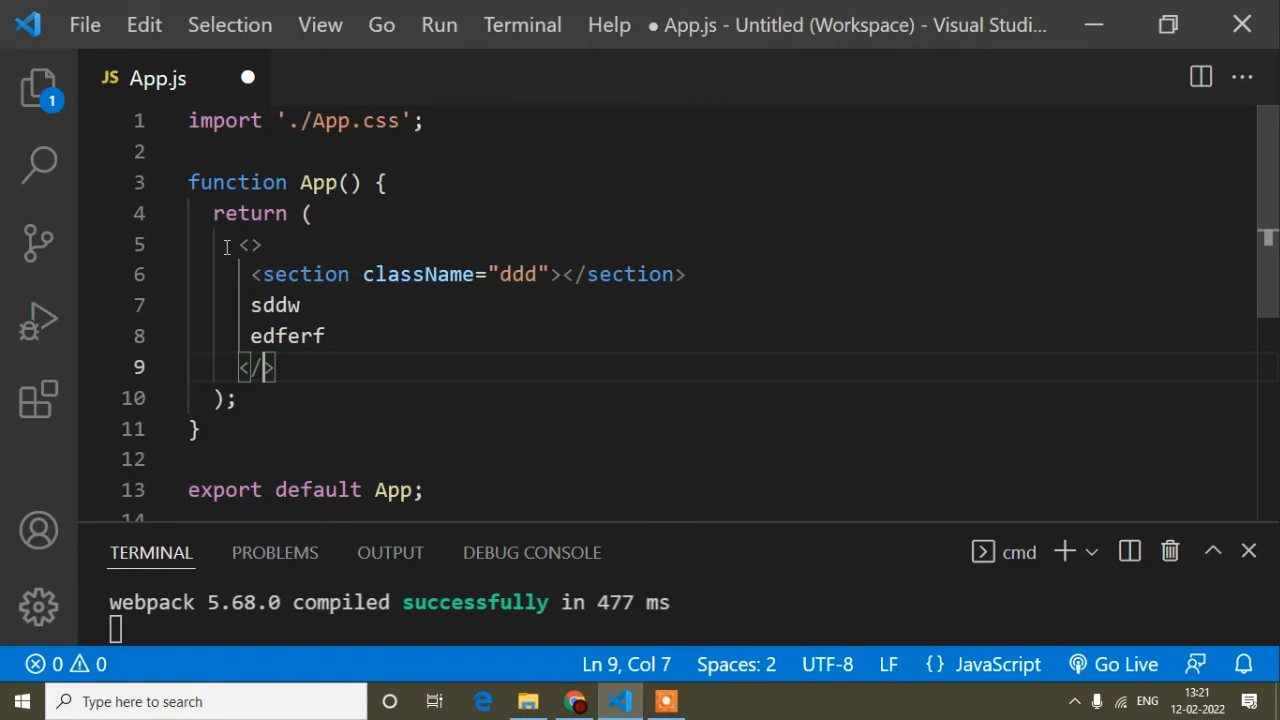 File Edit Selection View Go Run Terminal Help ● App.js - Untitled (Workspace) - Visual Studi...
1
JS App.js
1 import './App.css';
2
3 function App() {
4 return (
5 <>
6 <section className="ddd"></section>
7 sddw
8 edferf
9 </>
10 );
11 }
12
13 export default App;
14
TERMINAL PROBLEMS OUTPUT DEBUG CONSOLE cmd
webpack 5.68.0 compiled successfully in 477 ms
0 0 Ln 9, Col 7 Spaces: 2 UTF-8 LF {} JavaScript Go Live
Type here to search ENG 13:21
12-02-2022